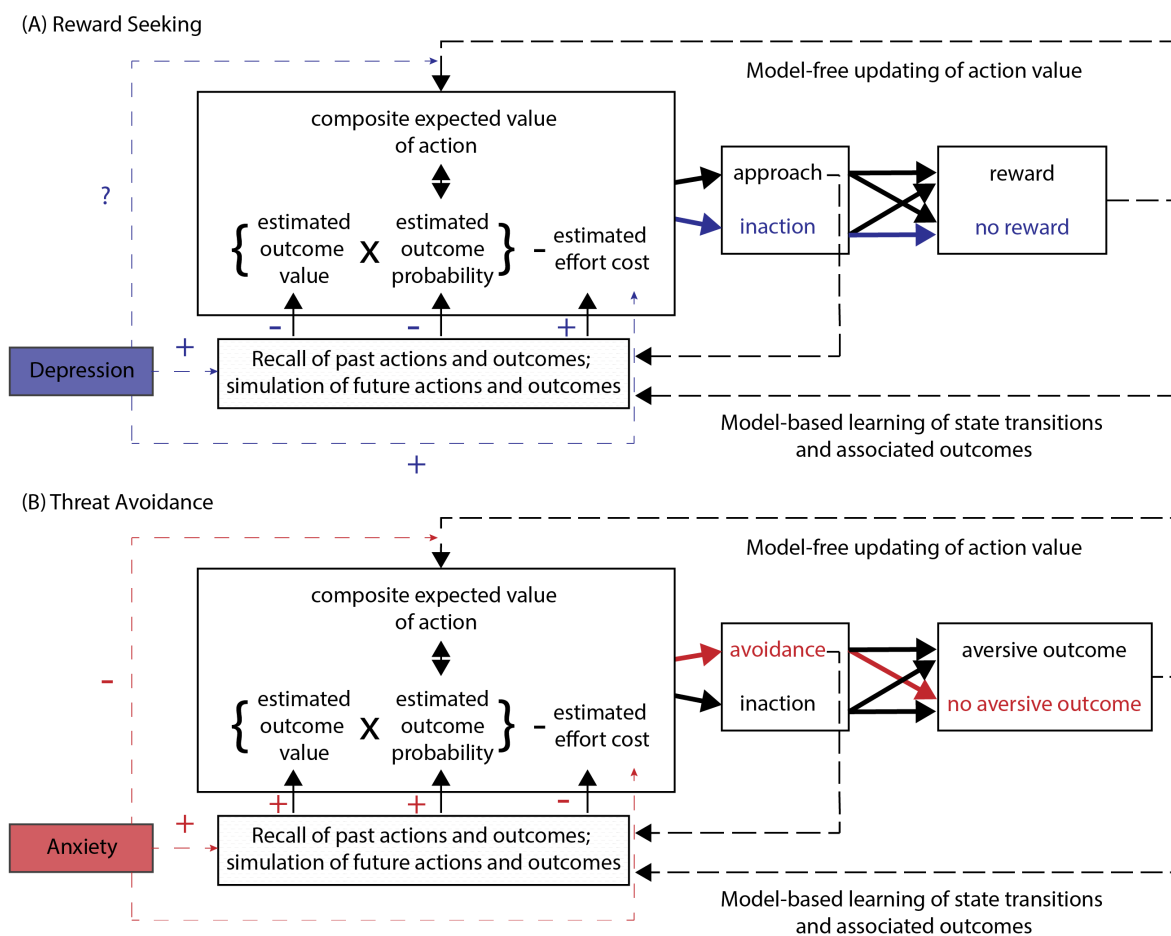 (A) Reward Seeking
Model-free updating of action value
composite expected value
of action
?
{ estimated
outcome
value
X
estimated
outcome
probability }
- estimated
effort cost
approach
inaction
reward
no reward
-
-
+
+
Depression
Recall of past actions and outcomes;
simulation of future actions and outcomes
Model-based learning of state transitions
and associated outcomes
+
(B) Threat Avoidance
Model-free updating of action value
composite expected value
of action
-
{ estimated
outcome
value
X
estimated
outcome
probability }
- estimated
effort cost
avoidance
inaction
aversive outcome
no aversive outcome
+
+
-
+
Anxiety
Recall of past actions and outcomes;
simulation of future actions and outcomes
Model-based learning of state transitions
and associated outcomes